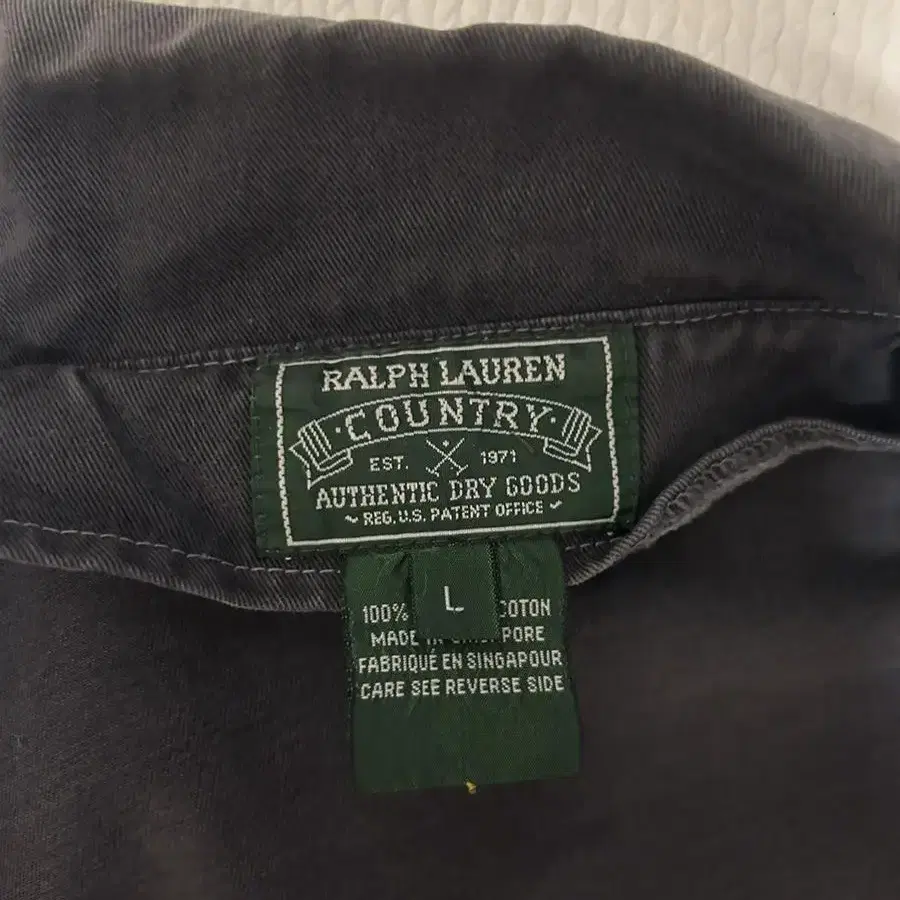 RALPH LAUREN
·COUNTRY·
EST. 1971
AUTHENTIC DRY GOODS
~ REG. U.S. PATENT OFFICE ~
L
100% COTON
MADE IN
FABRIQUÉ EN SINGAPOUR
CARE SEE REVERSE SIDE